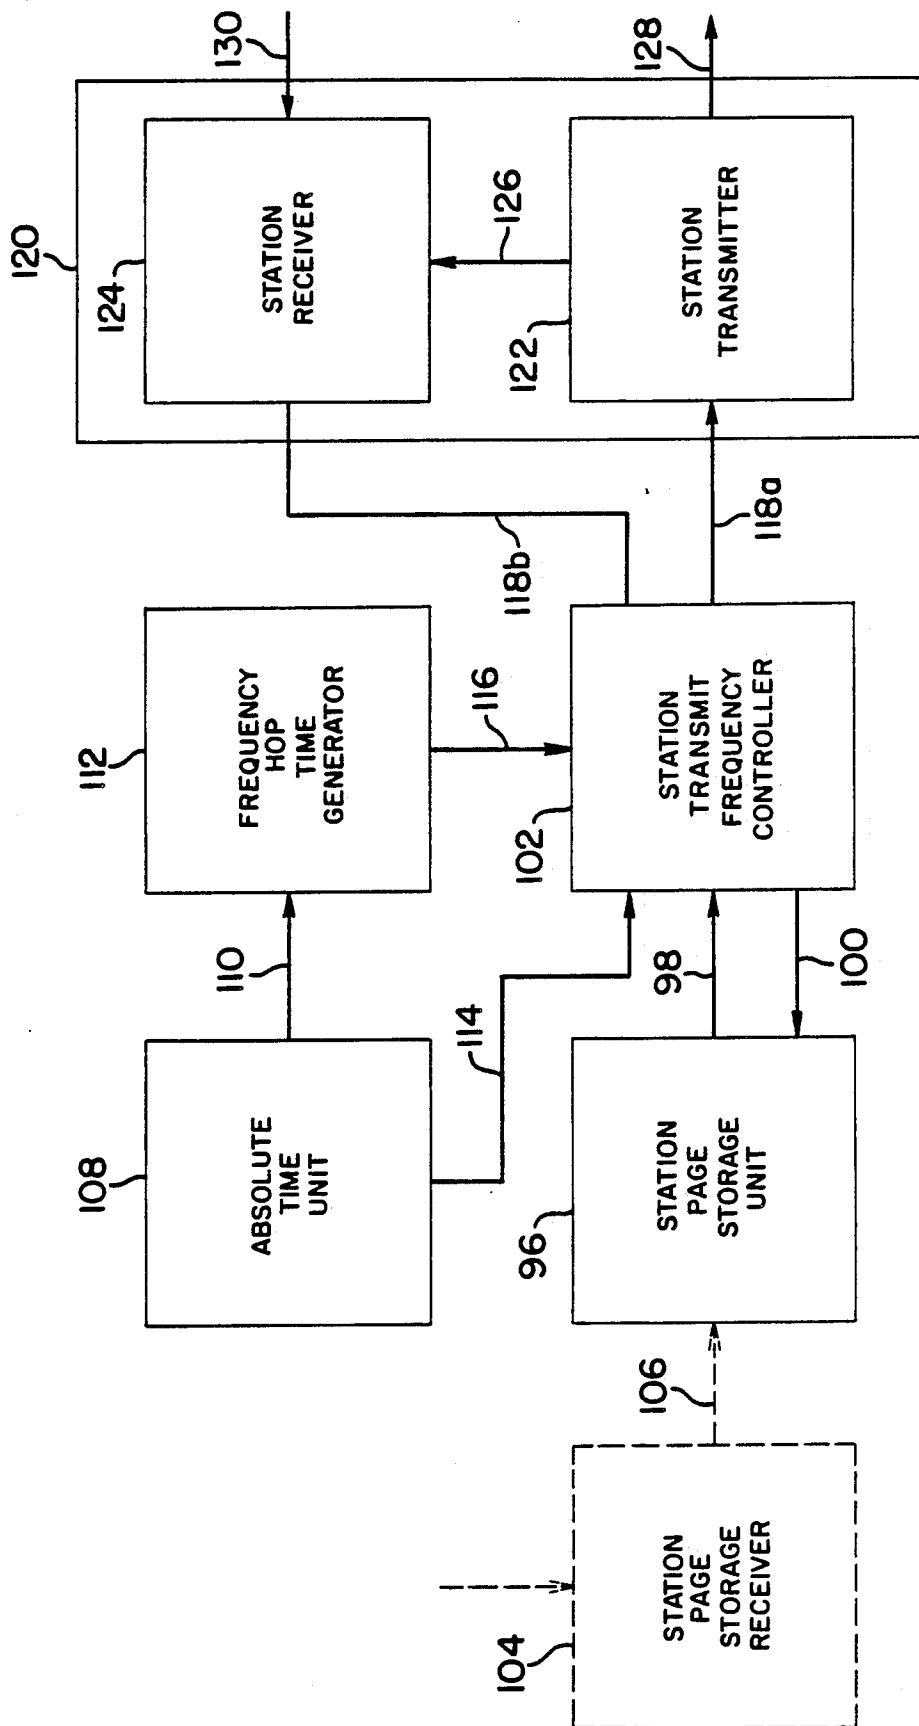 120
108
112
124
130
ABSOLUTE
TIME
UNIT
110
FREQUENCY
HOP
TIME
GENERATOR
STATION
RECEIVER
114
116
118b
126
104
106
96
98
102
122
STATION
PAGE
STORAGE
RECEIVER
STATION
PAGE
STORAGE
UNIT
STATION
TRANSMIT
FREQUENCY
CONTROLLER
STATION
TRANSMITTER
128
100
118a